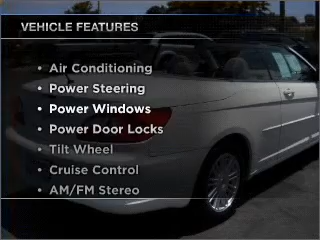 VEHICLE FEATURES
• Air Conditioning
• Power Steering
• Power Windows
• Power Door Locks
• Tilt Wheel
• Cruise Control
• AM/FM Stereo